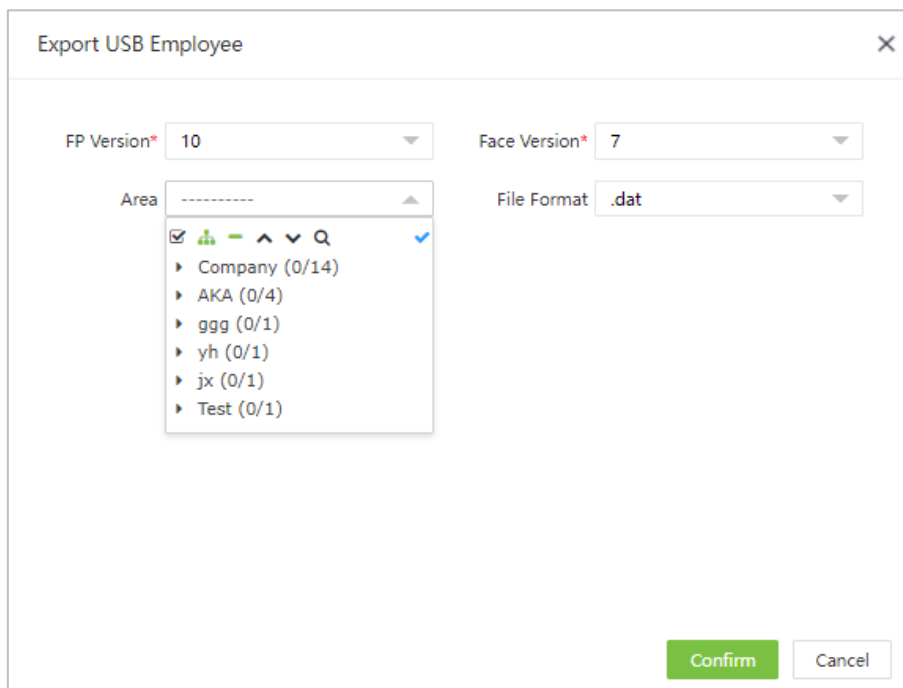 Export USB Employee
FP Version* 10 Face Version* 7
Area ---------- File Format .dat
Company (0/14)
AKA (0/4)
ggg (0/1)
yh (0/1)
jx (0/1)
Test (0/1)
Confirm Cancel